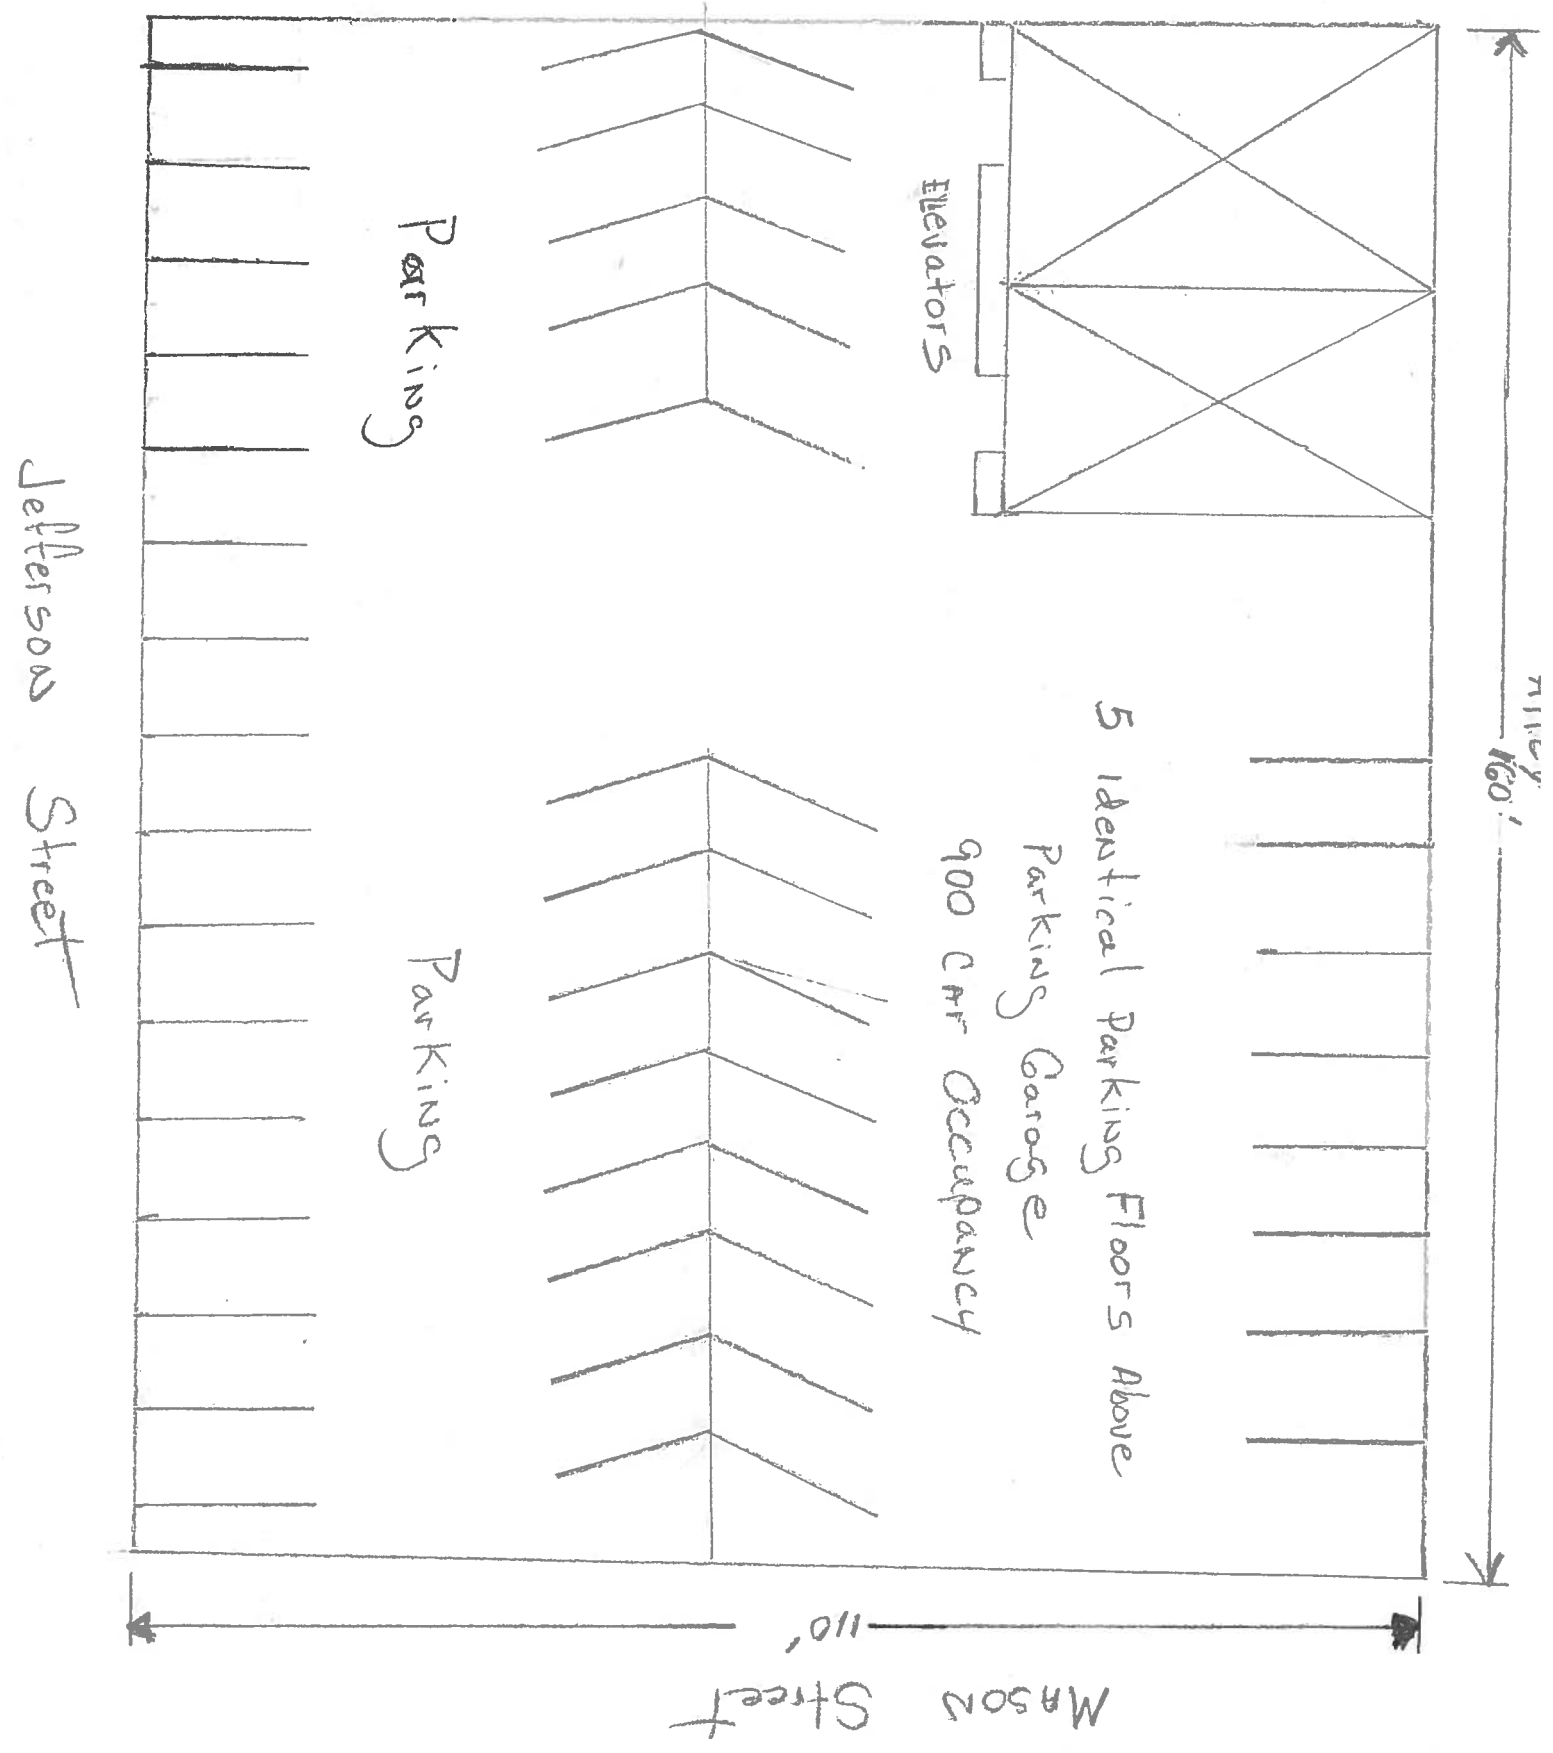 Alley
160'
Elevators
5 Identical Parking Floors Above
Parking Garage
900 Car Occupancy
Parking
Parking
Jefferson Street
110'
Mason Street